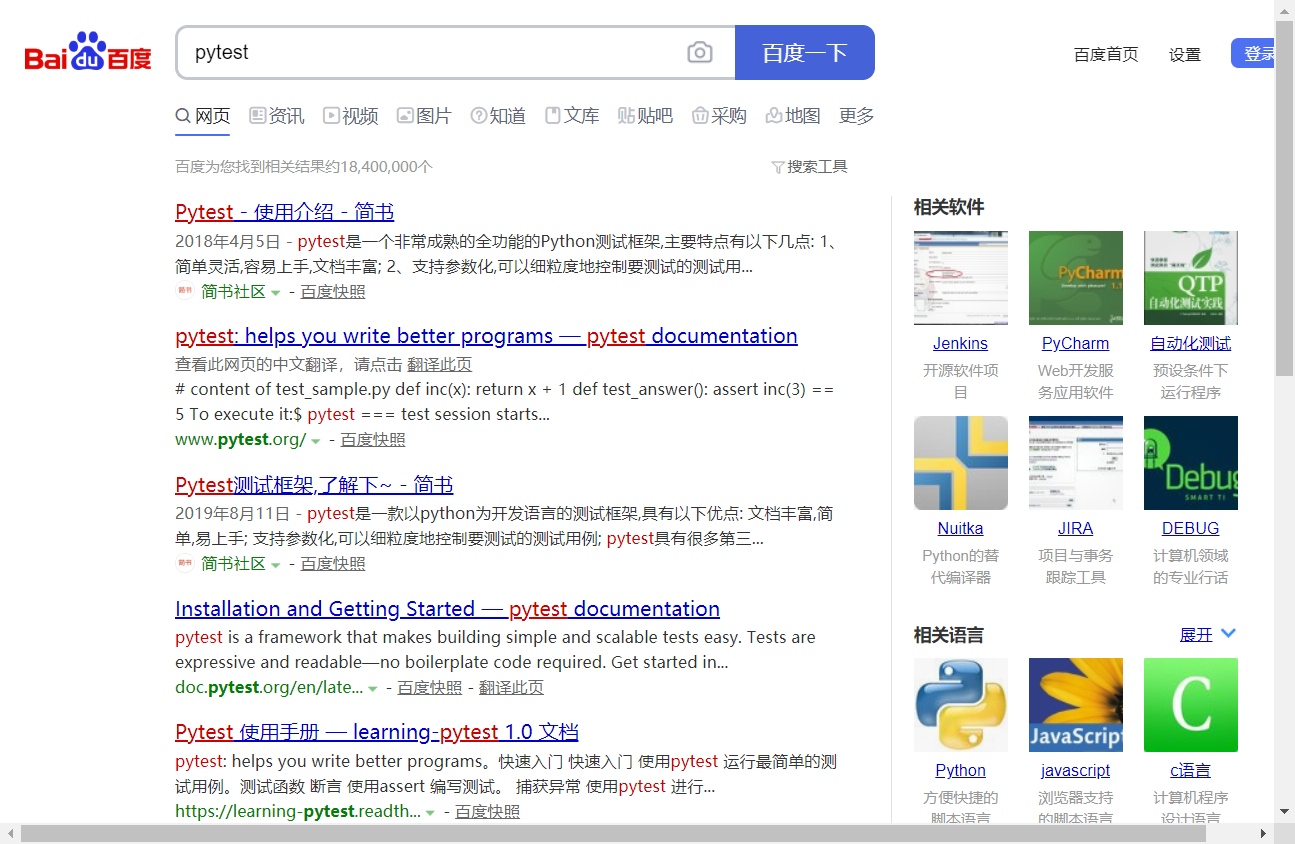 Bai du 百度
pytest
百度一下
百度首页 设置 登录
网页 资讯 视频 图片 知道 文库 贴吧 采购 地图 更多
百度为您找到相关结果约18,400,000个
搜索工具
Pytest - 使用介绍 - 简书
2018年4月5日 - pytest是一个非常成熟的全功能的Python测试框架,主要特点有以下几点: 1、
简单灵活,容易上手,文档丰富; 2、支持参数化,可以细粒度地控制要测试的测试用...
简书 简书社区 - 百度快照
pytest: helps you write better programs — pytest documentation
查看此网页的中文翻译，请点击 翻译此页
# content of test_sample.py def inc(x): return x + 1 def test_answer(): assert inc(3) ==
5 To execute it:$ pytest === test session starts...
www.pytest.org/ - 百度快照
Pytest测试框架,了解下~ - 简书
2019年8月11日 - pytest是一款以python为开发语言的测试框架,具有以下优点: 文档丰富,简
单,易上手; 支持参数化,可以细粒度地控制要测试的测试用例; pytest具有很多第三...
简书 简书社区 - 百度快照
Installation and Getting Started — pytest documentation
pytest is a framework that makes building simple and scalable tests easy. Tests are
expressive and readable—no boilerplate code required. Get started in...
doc.pytest.org/en/late... - 百度快照 - 翻译此页
Pytest 使用手册 — learning-pytest 1.0 文档
pytest: helps you write better programs。快速入门 快速入门 使用pytest 运行最简单的测
试用例。测试函数 断言 使用assert 编写测试。 捕获异常 使用pytest 进行...
https://learning-pytest.readth... - 百度快照
相关软件
PyCharm
1.1
QTP
自动化测试实践
Jenkins PyCharm 自动化测试
开源软件项 Web开发服 预设条件下
目 务应用软件 运行程序
Debug
SMART TI
Nuitka JIRA DEBUG
Python的替 项目与事务 计算机领域
代编译器 跟踪工具 的专业行话
相关语言 展开
JavaScript
C
Python javascript c语言
方便快捷的 浏览器支持 计算机程序
脚本语言 的脚本语言 设计语言